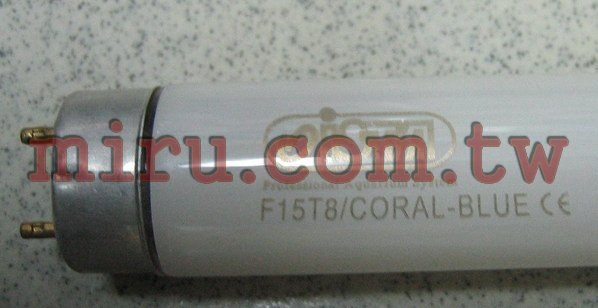 miru.com.tw
Professional Aquarium System
F15T8/CORAL-BLUE CE